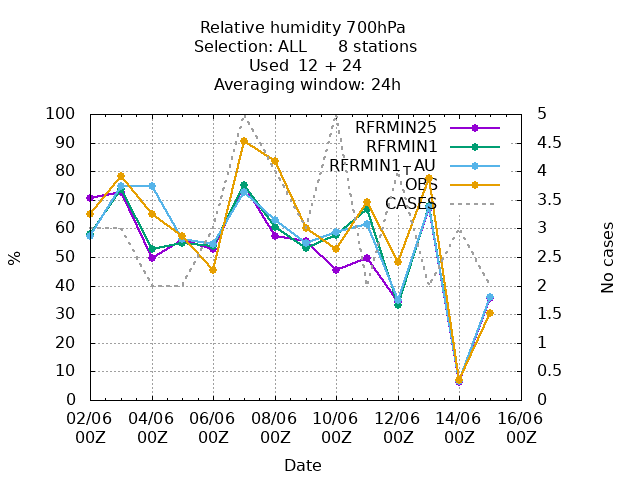 Relative humidity 700hPa
Selection: ALL 8 stations
Used 12 + 24
Averaging window: 24h
100 5
90 4.5
80 4
70 3.5
60 3
50 2.5
40 2
30 1.5
20 1
10 0.5
0 0
RFRMIN25
RFRMIN1
RFRMIN1_AU
OBS
CASES
%
No cases
02/06 04/06 06/06 08/06 10/06 12/06 14/06 16/06
00Z 00Z 00Z 00Z 00Z 00Z 00Z 00Z
Date